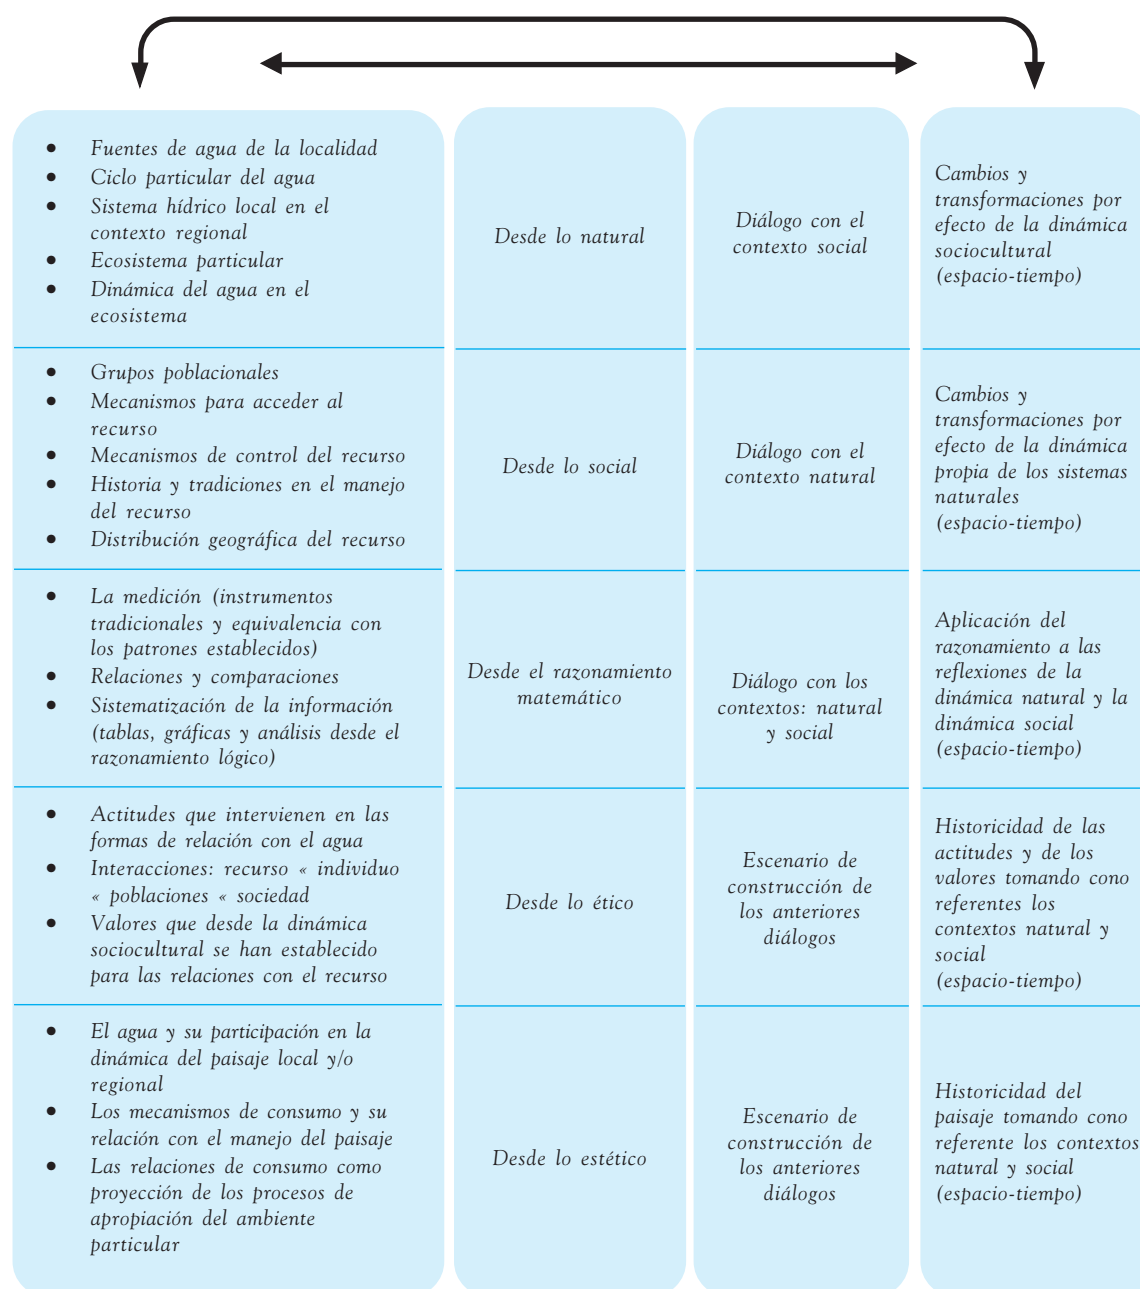 • Fuentes de agua de la localidad
• Ciclo particular del agua
• Sistema hídrico local en el
contexto regional
• Ecosistema particular
• Dinámica del agua en el
ecosistema
Desde lo natural
Diálogo con el
contexto social
Cambios y
transformaciones por
efecto de la dinámica
sociocultural
(espacio-tiempo)
• Grupos poblacionales
• Mecanismos para acceder al
recurso
• Mecanismos de control del recurso
• Historia y tradiciones en el manejo
del recurso
• Distribución geográfica del recurso
Desde lo social
Diálogo con el
contexto natural
Cambios y
transformaciones por
efecto de la dinámica
propia de los sistemas
naturales
(espacio-tiempo)
• La medición (instrumentos
tradicionales y equivalencia con
los patrones establecidos)
• Relaciones y comparaciones
• Sistematización de la información
(tablas, gráficas y análisis desde el
razonamiento lógico)
Desde el razonamiento
matemático
Diálogo con los
contextos: natural
y social
Aplicación del
razonamiento a las
reflexiones de la
dinámica natural y la
dinámica social
(espacio-tiempo)
• Actitudes que intervienen en las
formas de relación con el agua
• Interacciones: recurso « individuo
« poblaciones « sociedad
• Valores que desde la dinámica
sociocultural se han establecido
para las relaciones con el recurso
Desde lo ético
Escenario de
construcción de
los anteriores
diálogos
Historicidad de las
actitudes y de los
valores tomando cono
referentes los
contextos natural y
social
(espacio-tiempo)
• El agua y su participación en la
dinámica del paisaje local y/o
regional
• Los mecanismos de consumo y su
relación con el manejo del paisaje
• Las relaciones de consumo como
proyección de los procesos de
apropiación del ambiente
particular
Desde lo estético
Escenario de
construcción de
los anteriores
diálogos
Historicidad del
paisaje tomando cono
referente los contextos
natural y social
(espacio-tiempo)